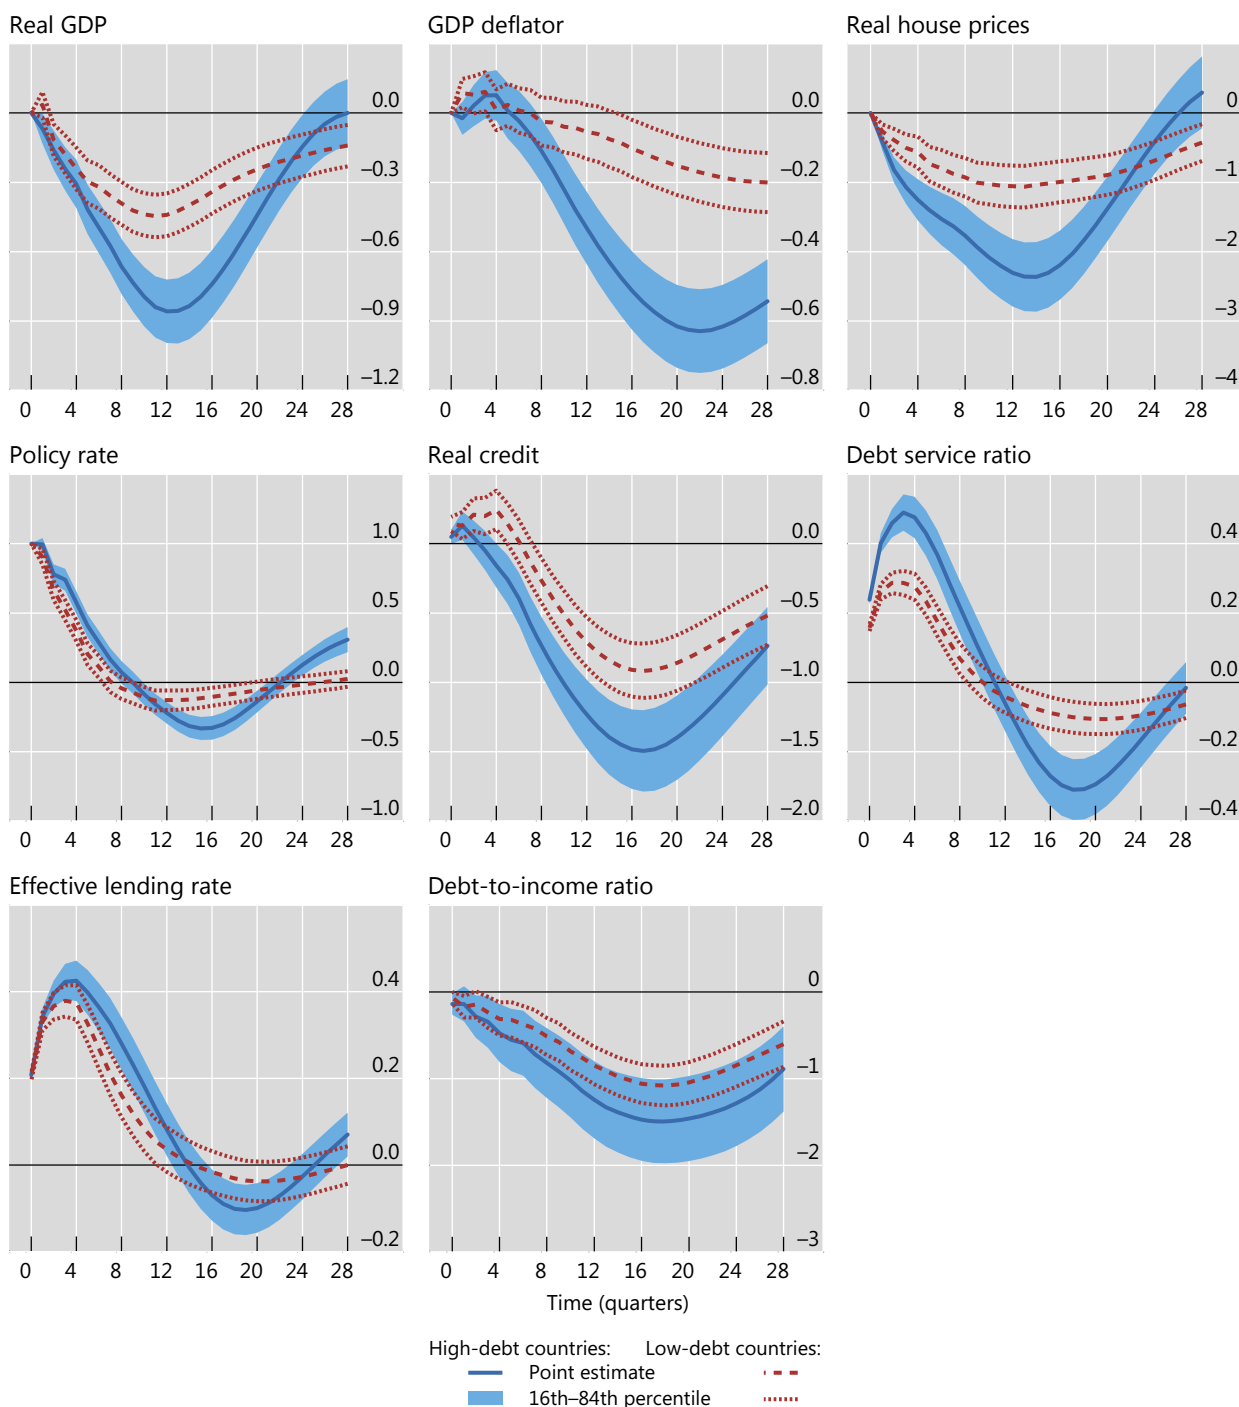 Real GDP
0.0
–0.3
–0.6
–0.9
–1.2
0 4 8 12 16 20 24 28
GDP deflator
0.0
–0.2
–0.4
–0.6
–0.8
0 4 8 12 16 20 24 28
Real house prices
0
–1
–2
–3
–4
0 4 8 12 16 20 24 28
Policy rate
1.0
0.5
0.0
–0.5
–1.0
0 4 8 12 16 20 24 28
Real credit
0.0
–0.5
–1.0
–1.5
–2.0
0 4 8 12 16 20 24 28
Debt service ratio
0.4
0.2
0.0
–0.2
–0.4
0 4 8 12 16 20 24 28
Effective lending rate
0.4
0.2
0.0
–0.2
0 4 8 12 16 20 24 28
Debt-to-income ratio
0
–1
–2
–3
0 4 8 12 16 20 24 28
Time (quarters)
High-debt countries: Low-debt countries:
Point estimate
16th–84th percentile